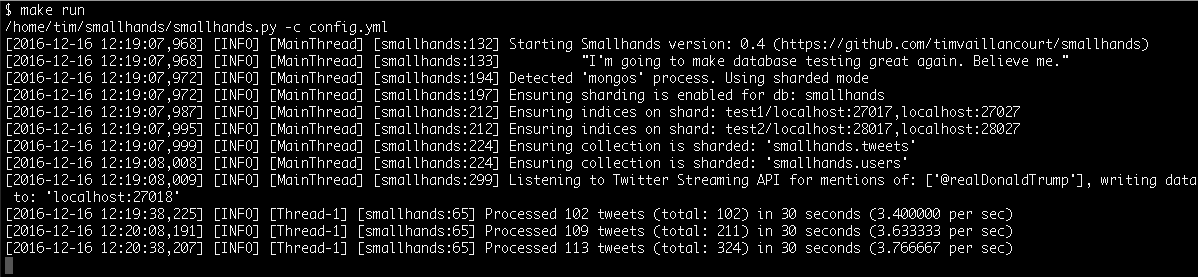 $ make run
/home/tim/smallhands/smallhands.py -c config.yml
[2016-12-16 12:19:07,968] [INFO] [MainThread] [smallhands:132] Starting Smallhands version: 0.4 (https://github.com/timvaillancourt/smallhands)
[2016-12-16 12:19:07,968] [INFO] [MainThread] [smallhands:133]         "I'm going to make database testing great again. Believe me."
[2016-12-16 12:19:07,972] [INFO] [MainThread] [smallhands:194] Detected 'mongos' process. Using sharded mode
[2016-12-16 12:19:07,972] [INFO] [MainThread] [smallhands:197] Ensuring sharding is enabled for db: smallhands
[2016-12-16 12:19:07,987] [INFO] [MainThread] [smallhands:212] Ensuring indices on shard: test1/localhost:27017,localhost:27027
[2016-12-16 12:19:07,995] [INFO] [MainThread] [smallhands:212] Ensuring indices on shard: test2/localhost:28017,localhost:28027
[2016-12-16 12:19:07,999] [INFO] [MainThread] [smallhands:224] Ensuring collection is sharded: 'smallhands.tweets'
[2016-12-16 12:19:08,008] [INFO] [MainThread] [smallhands:224] Ensuring collection is sharded: 'smallhands.users'
[2016-12-16 12:19:08,009] [INFO] [MainThread] [smallhands:299] Listening to Twitter Streaming API for mentions of: ['@realDonaldTrump'], writing data
to: 'localhost:27018'
[2016-12-16 12:19:38,225] [INFO] [Thread-1] [smallhands:65] Processed 102 tweets (total: 102) in 30 seconds (3.400000 per sec)
[2016-12-16 12:20:08,191] [INFO] [Thread-1] [smallhands:65] Processed 109 tweets (total: 211) in 30 seconds (3.633333 per sec)
[2016-12-16 12:20:38,207] [INFO] [Thread-1] [smallhands:65] Processed 113 tweets (total: 324) in 30 seconds (3.766667 per sec)